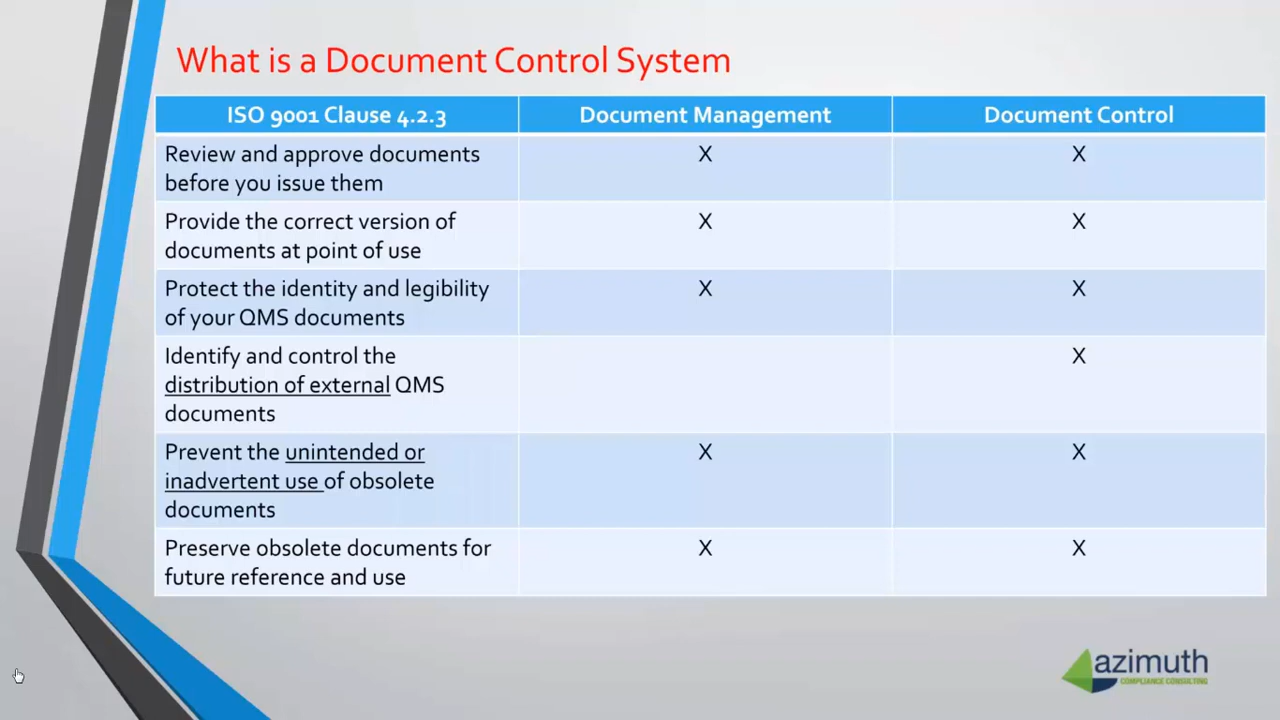 What is a Document Control System
ISO 9001 Clause 4.2.3 Document Management Document Control
Review and approve documents X X
before you issue them
Provide the correct version of X X
documents at point of use
Protect the identity and legibility X X
of your QMS documents
Identify and control the X
distribution of external QMS
documents
Prevent the unintended or X X
inadvertent use of obsolete
documents
Preserve obsolete documents for X X
future reference and use
azimuth
COMPLIANCE CONSULTING